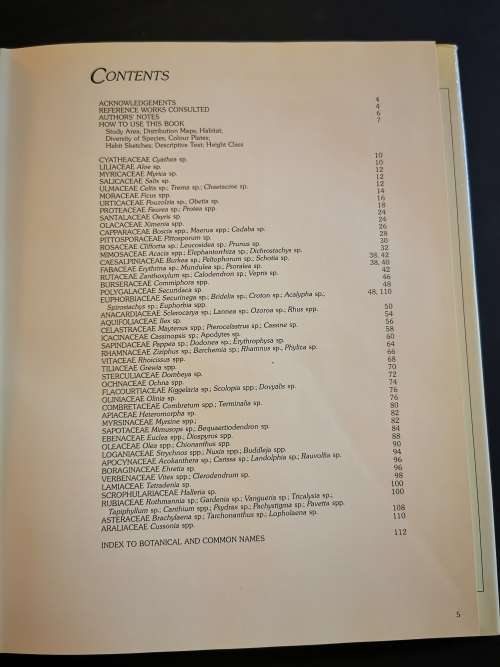 CONTENTS
ACKNOWLEDGEMENTS 4
REFERENCE WORKS CONSULTED 4
AUTHORS' NOTES 6
HOW TO USE THIS BOOK 7
Study Area; Distribution Maps; Habitat;
Diversity of Species; Colour Plates;
Habit Sketches; Descriptive Text; Height Class
CYATHEACEAE Cyathea sp. 10
LILIACEAE Aloe sp. 10
MYRICACEAE Myrica sp. 12
SALICACEAE Salix sp. 12
ULMACEAE Celtis sp.; Trema sp.; Chaetacme sp. 12
MORACEAE Ficus spp. 14
URTICACEAE Pouzolzia sp.; Obetia sp. 16
PROTEACEAE Faurea sp.; Protea spp. 18
SANTALACEAE Osyris sp. 24
OLACACEAE Ximenia spp. 24
CAPPARACEAE Boscia spp.; Maerua spp.; Cadaba sp. 26
PITTOSPORACEAE Pittosporum sp. 28
ROSACEAE Cliffortia sp.; Leucosidea sp.; Prunus sp. 30
MIMOSACEAE Acacia spp.; Elephantorrhiza sp.; Dichrostachys sp. 32
CAESALPINIACEAE Burkea sp.; Peltophorum sp.; Schotia sp. 38, 42
FABACEAE Erythrina sp.; Mundulea sp.; Psoralea sp. 38, 40
RUTACEAE Zanthoxylum sp.; Calodendron sp.; Vepris sp. 42
BURSERACEAE Commiphora spp. 46
POLYGALACEAE Securidaca sp. 48
EUPHORBIACEAE Securinega sp.; Bridelia sp.; Croton sp.; Acalypha sp., 48, 110
Spirostachys sp.; Euphorbia spp.
ANACARDIACEAE Sclerocarya sp.; Lannea sp.; Ozoroa sp.; Rhus spp. 50
AQUIFOLIACEAE Ilex sp. 54
CELASTRACEAE Maytenus spp.; Pterocelastrus sp.; Cassine sp. 56
ICACINACEAE Cassinopsis sp.; Apodytes sp. 58
SAPINDACEAE Pappea sp.; Dodonea sp.; Erythrophysa sp. 60
RHAMNACEAE Ziziphus sp.; Berchemia sp.; Rhamnus sp.; Phylica sp. 64
VITACEAE Rhoicissus spp. 66
TILIACEAE Grewia spp. 68
STERCULIACEAE Dombeya sp. 70
OCHNACEAE Ochna spp. 72
FLACOURTIACEAE Kiggelaria sp.; Scolopia spp.; Dovyalis sp. 74
OLINIACEAE Olinia sp. 76
COMBRETACEAE Combretum spp.; Terminalia sp. 76
APIACEAE Heteromorpha sp. 80
MYRSINACEAE Myrsine spp.; 82
SAPOTACEAE Mimusops sp.; Bequaertiodendron sp. 82
EBENACEAE Euclea spp.; Diospyros spp. 84
OLEACEAE Olea spp.; Chionanthus spp. 88
LOGANIACEAE Strychnos spp.; Nuxia spp.; Buddleja spp. 90
APOCYNACEAE Acokanthera sp.; Carissa sp.; Landolphia sp.; Rauvolfia sp. 94
BORAGINACEAE Ehretia sp. 96
VERBENACEAE Vitex spp.; Clerodendrum sp. 96
LAMIACEAE Tetradenia sp. 98
SCROPHULARIACEAE Halleria sp. 100
RUBIACEAE Rothmannia sp.; Gardenia sp.; Vangueria sp.; Tricalysia sp.; 100
Tapiphyllum sp.; Canthium spp.; Psydrax sp.; Pachystigma sp.; Pavetta spp.
ASTERACEAE Brachylaena sp.; Tarchonanthus sp.; Lopholaena sp. 108
ARALIACEAE Cussonia spp. 110
INDEX TO BOTANICAL AND COMMON NAMES 112
5